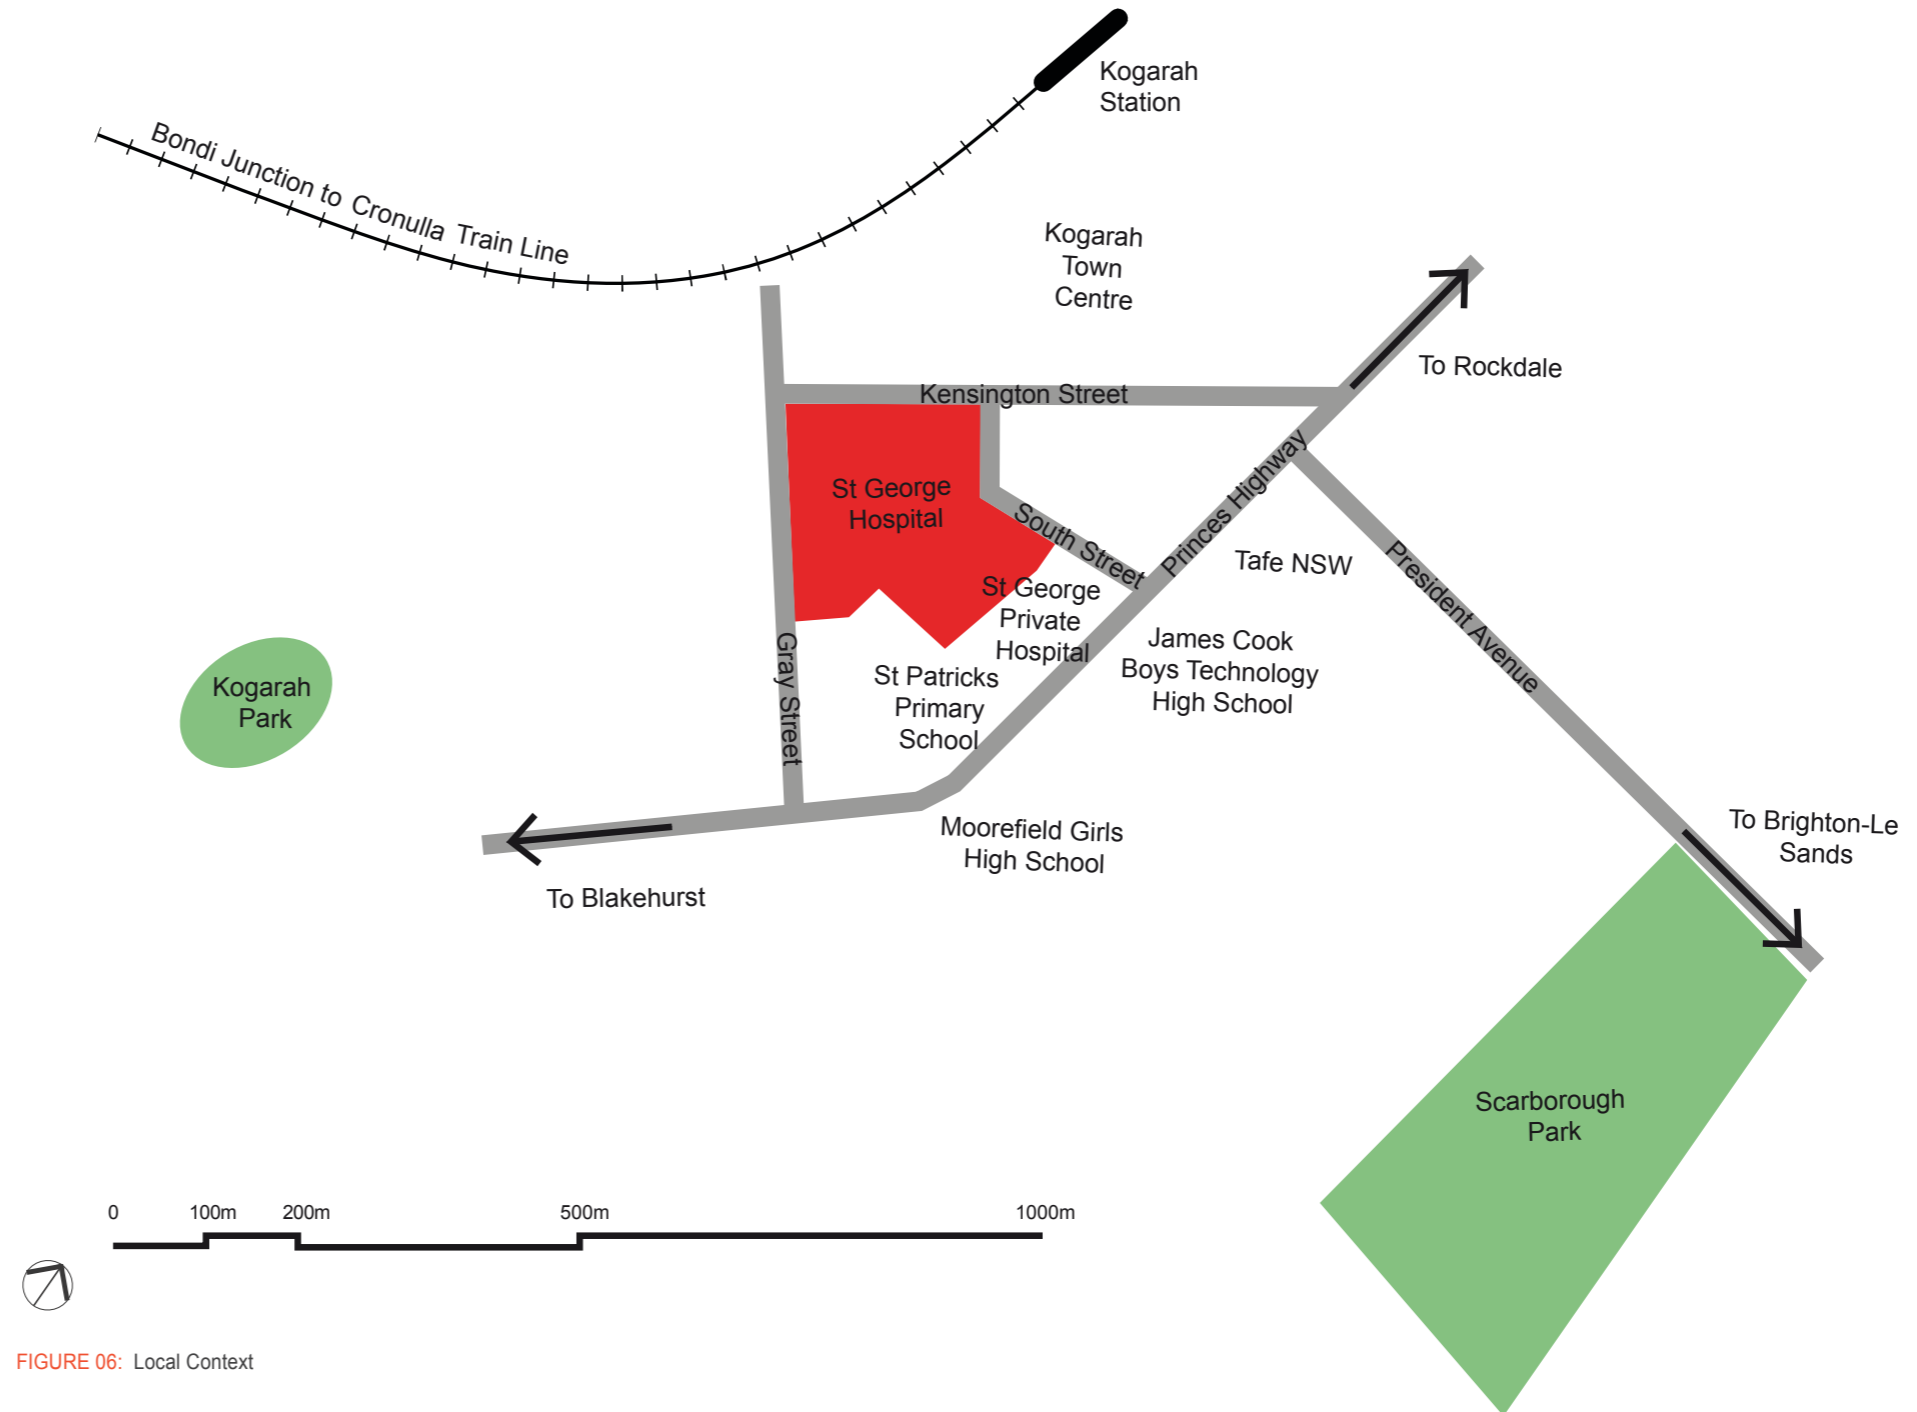 Kogarah
Station
Bondi Junction to Cronulla Train Line
Kogarah
Town
Centre
To Rockdale
Kensington Street
St George
Hospital
South Street
Princes Highway
Tafe NSW
President Avenue
St George
Private
Hospital
James Cook
Boys Technology
High School
Gray Street
St Patricks
Primary
School
Kogarah
Park
Moorefield Girls
High School
To Brighton-Le
Sands
To Blakehurst
Scarborough
Park
0 100m 200m 500m 1000m
FIGURE 06: Local Context